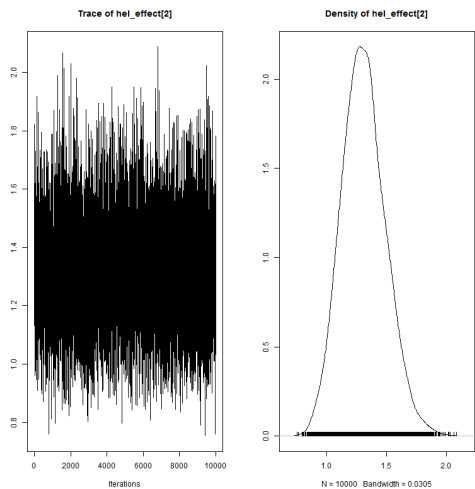 Trace of hel_effect[2]
2.0
1.8
1.6
1.4
1.2
1.0
0.8
0 2000 4000 6000 8000 10000
Iterations
Density of hel_effect[2]
2.0
1.5
1.0
0.5
0.0
1.0 1.5 2.0
N = 10000 Bandwidth = 0.0305